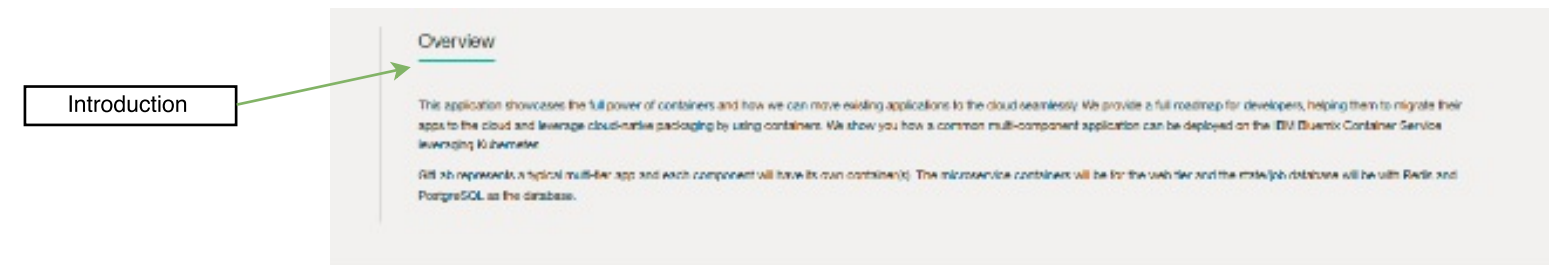 Overview
Introduction
This application showcases the full power of containers and how we can move existing applications to the cloud seamlessly. We provide a full roadmap for developers, helping them to migrate their
apps to the cloud and leverage cloud-native packaging by using containers. We show you how a common multi-component application can be deployed on the IBM Bluemix Container Service
leveraging Kubernetes.
GitLab represents a typical multi-tier app and each component will have its own container(s). The microservice containers will be for the web tier and the state/job database will be with Redis and
PostgreSQL as the database.